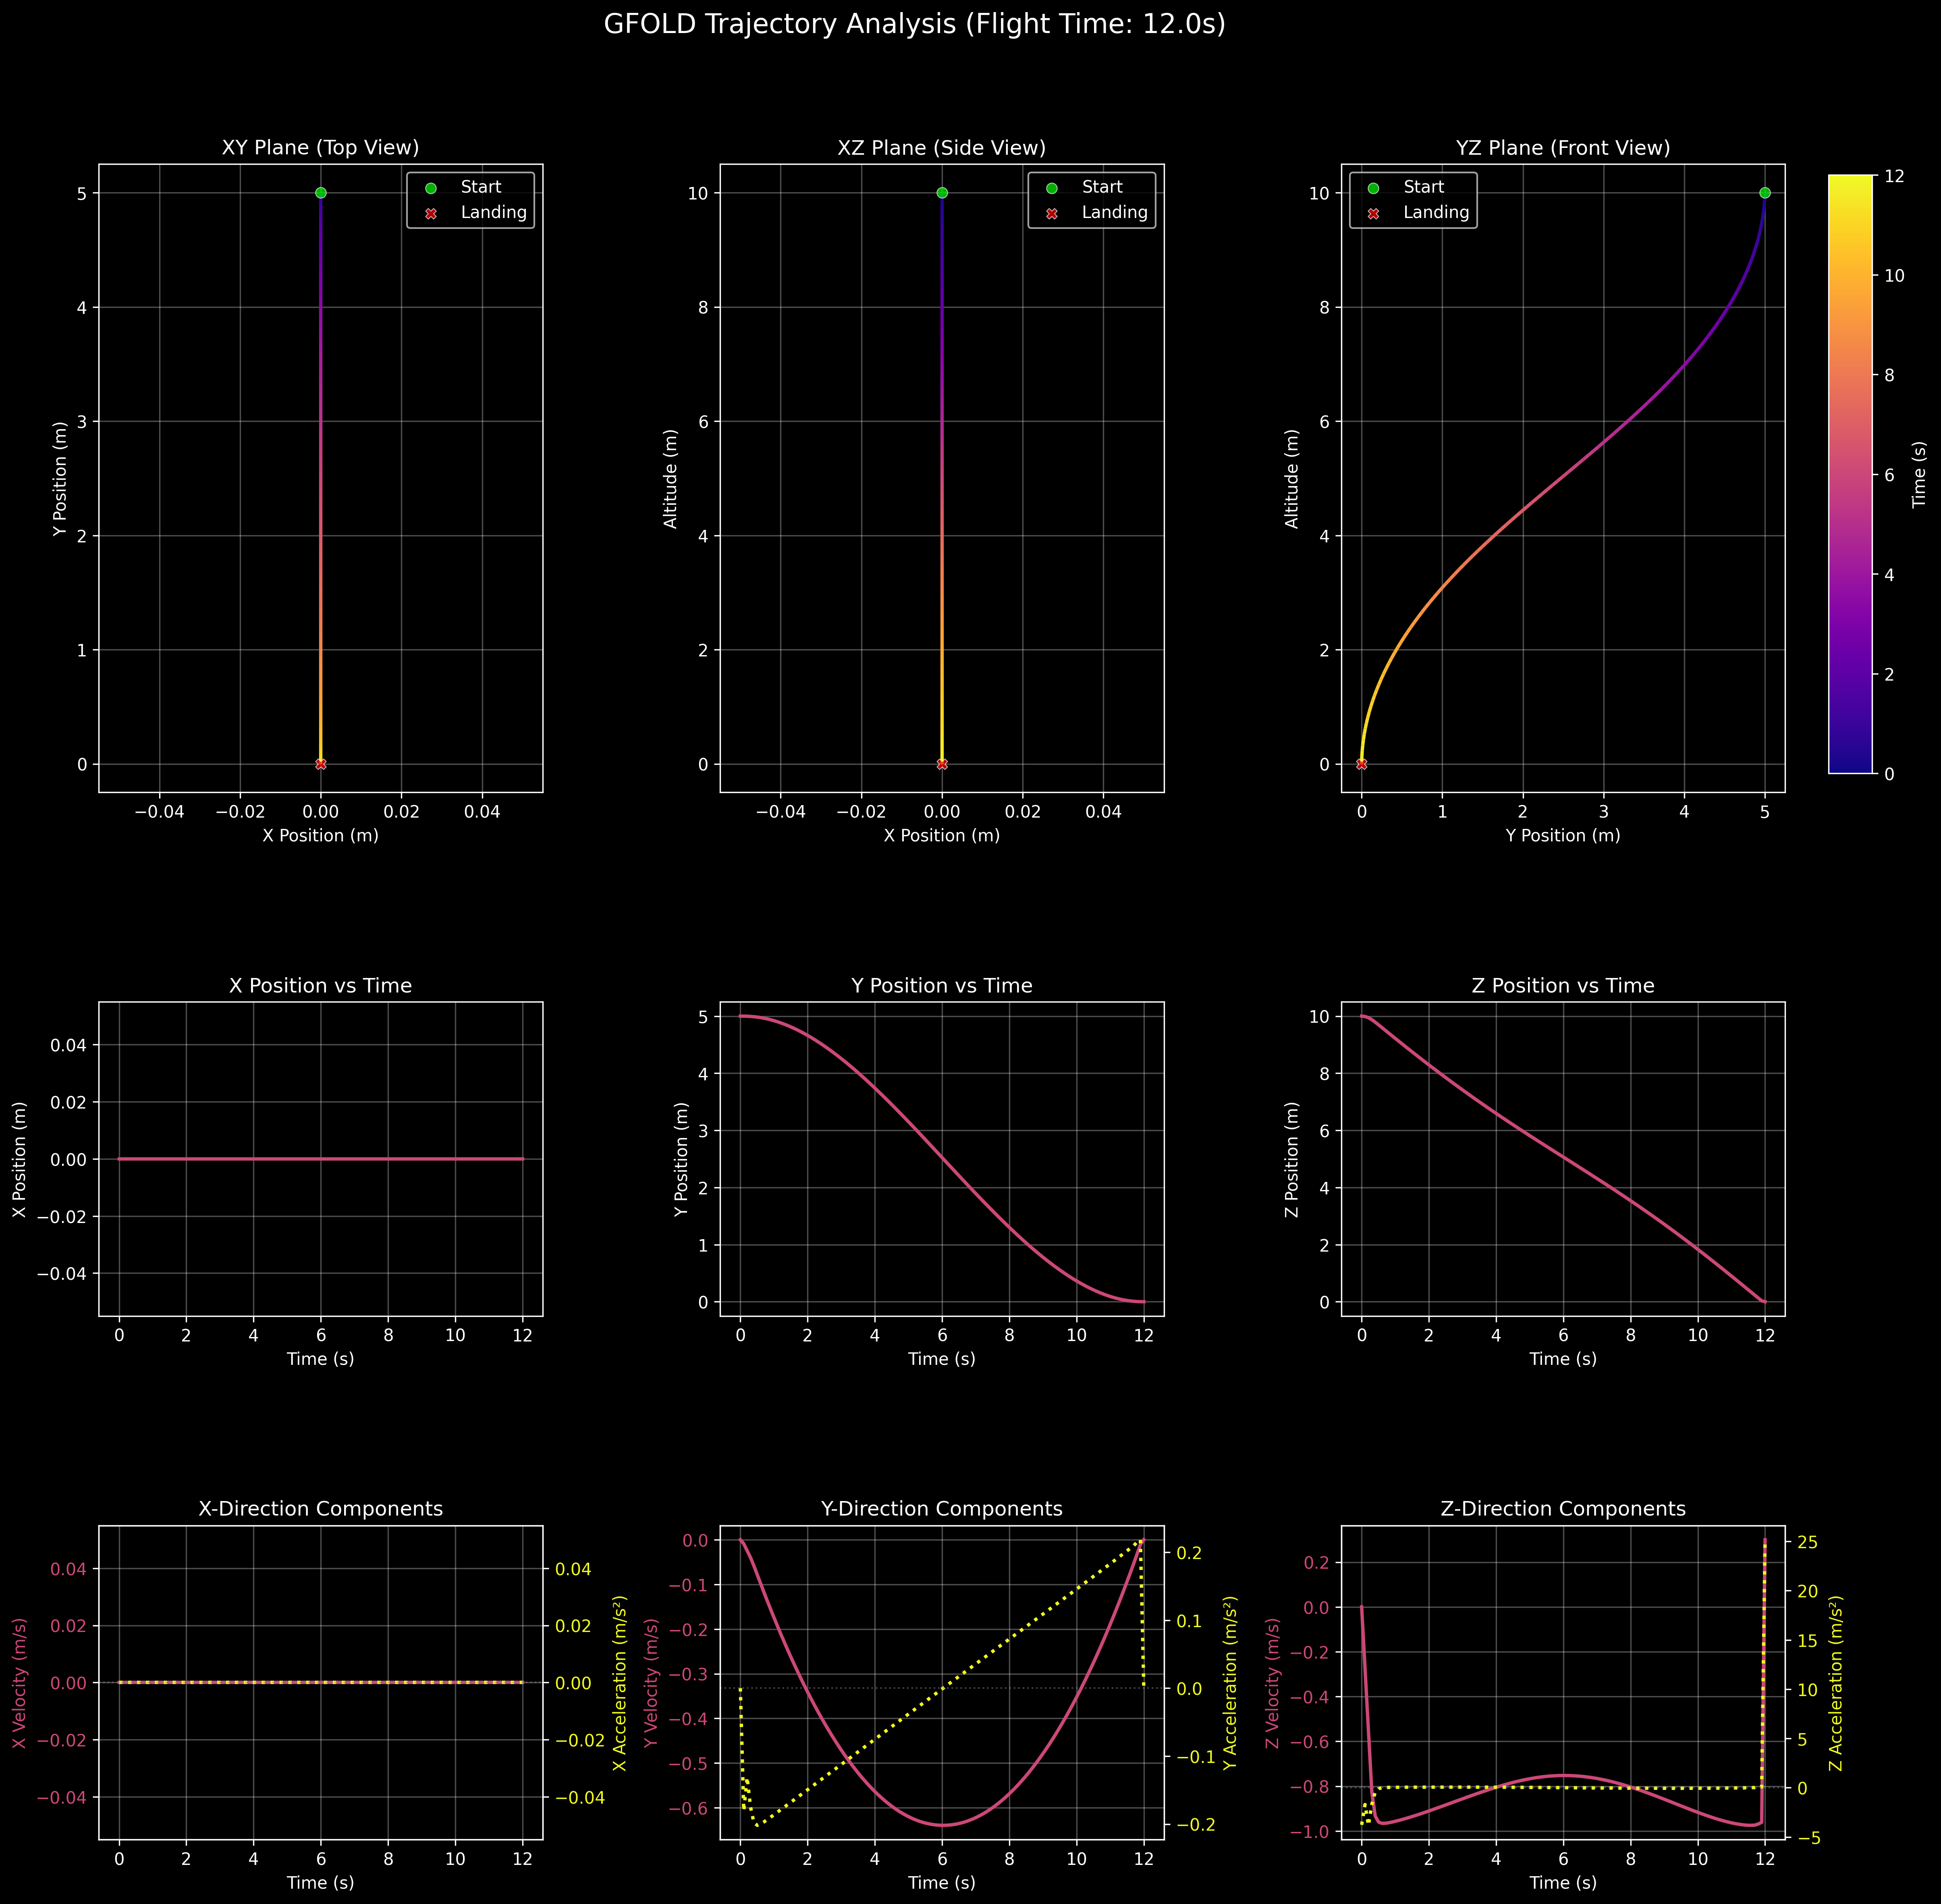 GFOLD Trajectory Analysis (Flight Time: 12.0s)
XY Plane (Top View)
Start
Landing
5
4
3
2
1
0
Y Position (m)
−0.04 −0.02 0.00 0.02 0.04
X Position (m)
XZ Plane (Side View)
Start
Landing
10
8
6
4
2
0
Altitude (m)
−0.04 −0.02 0.00 0.02 0.04
X Position (m)
YZ Plane (Front View)
Start
Landing
10
8
6
4
2
0
Altitude (m)
0 1 2 3 4 5
Y Position (m)
12
10
8
6
4
2
0
Time (s)
X Position vs Time
0.04
0.02
0.00
−0.02
−0.04
X Position (m)
0 2 4 6 8 10 12
Time (s)
Y Position vs Time
5
4
3
2
1
0
Y Position (m)
0 2 4 6 8 10 12
Time (s)
Z Position vs Time
10
8
6
4
2
0
Z Position (m)
0 2 4 6 8 10 12
Time (s)
X-Direction Components
0.04
0.02
0.00
−0.02
−0.04
X Velocity (m/s)
0.04
0.02
0.00
−0.02
−0.04
X Acceleration (m/s²)
0 2 4 6 8 10 12
Time (s)
Y-Direction Components
0.0
−0.1
−0.2
−0.3
−0.4
−0.5
−0.6
Y Velocity (m/s)
0.2
0.1
0.0
−0.1
−0.2
Y Acceleration (m/s²)
0 2 4 6 8 10 12
Time (s)
Z-Direction Components
0.2
0.0
−0.2
−0.4
−0.6
−0.8
−1.0
Z Velocity (m/s)
25
20
15
10
5
0
−5
Z Acceleration (m/s²)
0 2 4 6 8 10 12
Time (s)